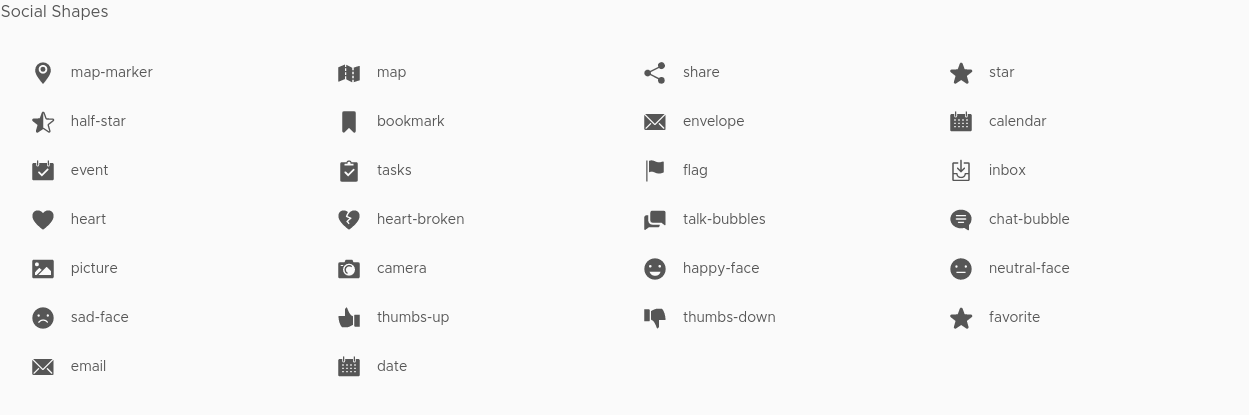 Social Shapes
map-marker map share star
half-star bookmark envelope calendar
event tasks flag inbox
heart heart-broken talk-bubbles chat-bubble
picture camera happy-face neutral-face
sad-face thumbs-up thumbs-down favorite
email date